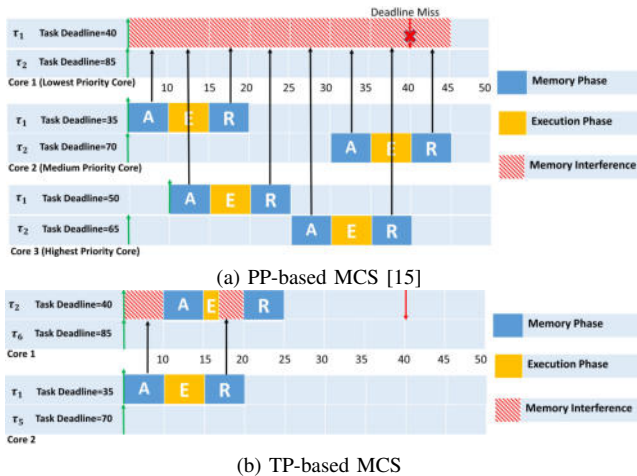 Deadline Miss
τ₁ Task Deadline=40
τ₂ Task Deadline=85
Core 1 (Lowest Priority Core)
10 15 20 25 30 35 40 45 50
τ₁ Task Deadline=35
A E R
τ₂ Task Deadline=70
A E R
Core 2 (Medium Priority Core)
τ₁ Task Deadline=50
A E R
τ₂ Task Deadline=65
A E R
Core 3 (Highest Priority Core)
Memory Phase
Execution Phase
Memory Interference
(a) PP-based MCS [15]
τ₂ Task Deadline=40
A E R
τ₆ Task Deadline=85
Core 1
10 15 20 25 30 35 40 45 50
τ₁ Task Deadline=35
A E R
τ₅ Task Deadline=70
Core 2
Memory Phase
Execution Phase
Memory Interference
(b) TP-based MCS